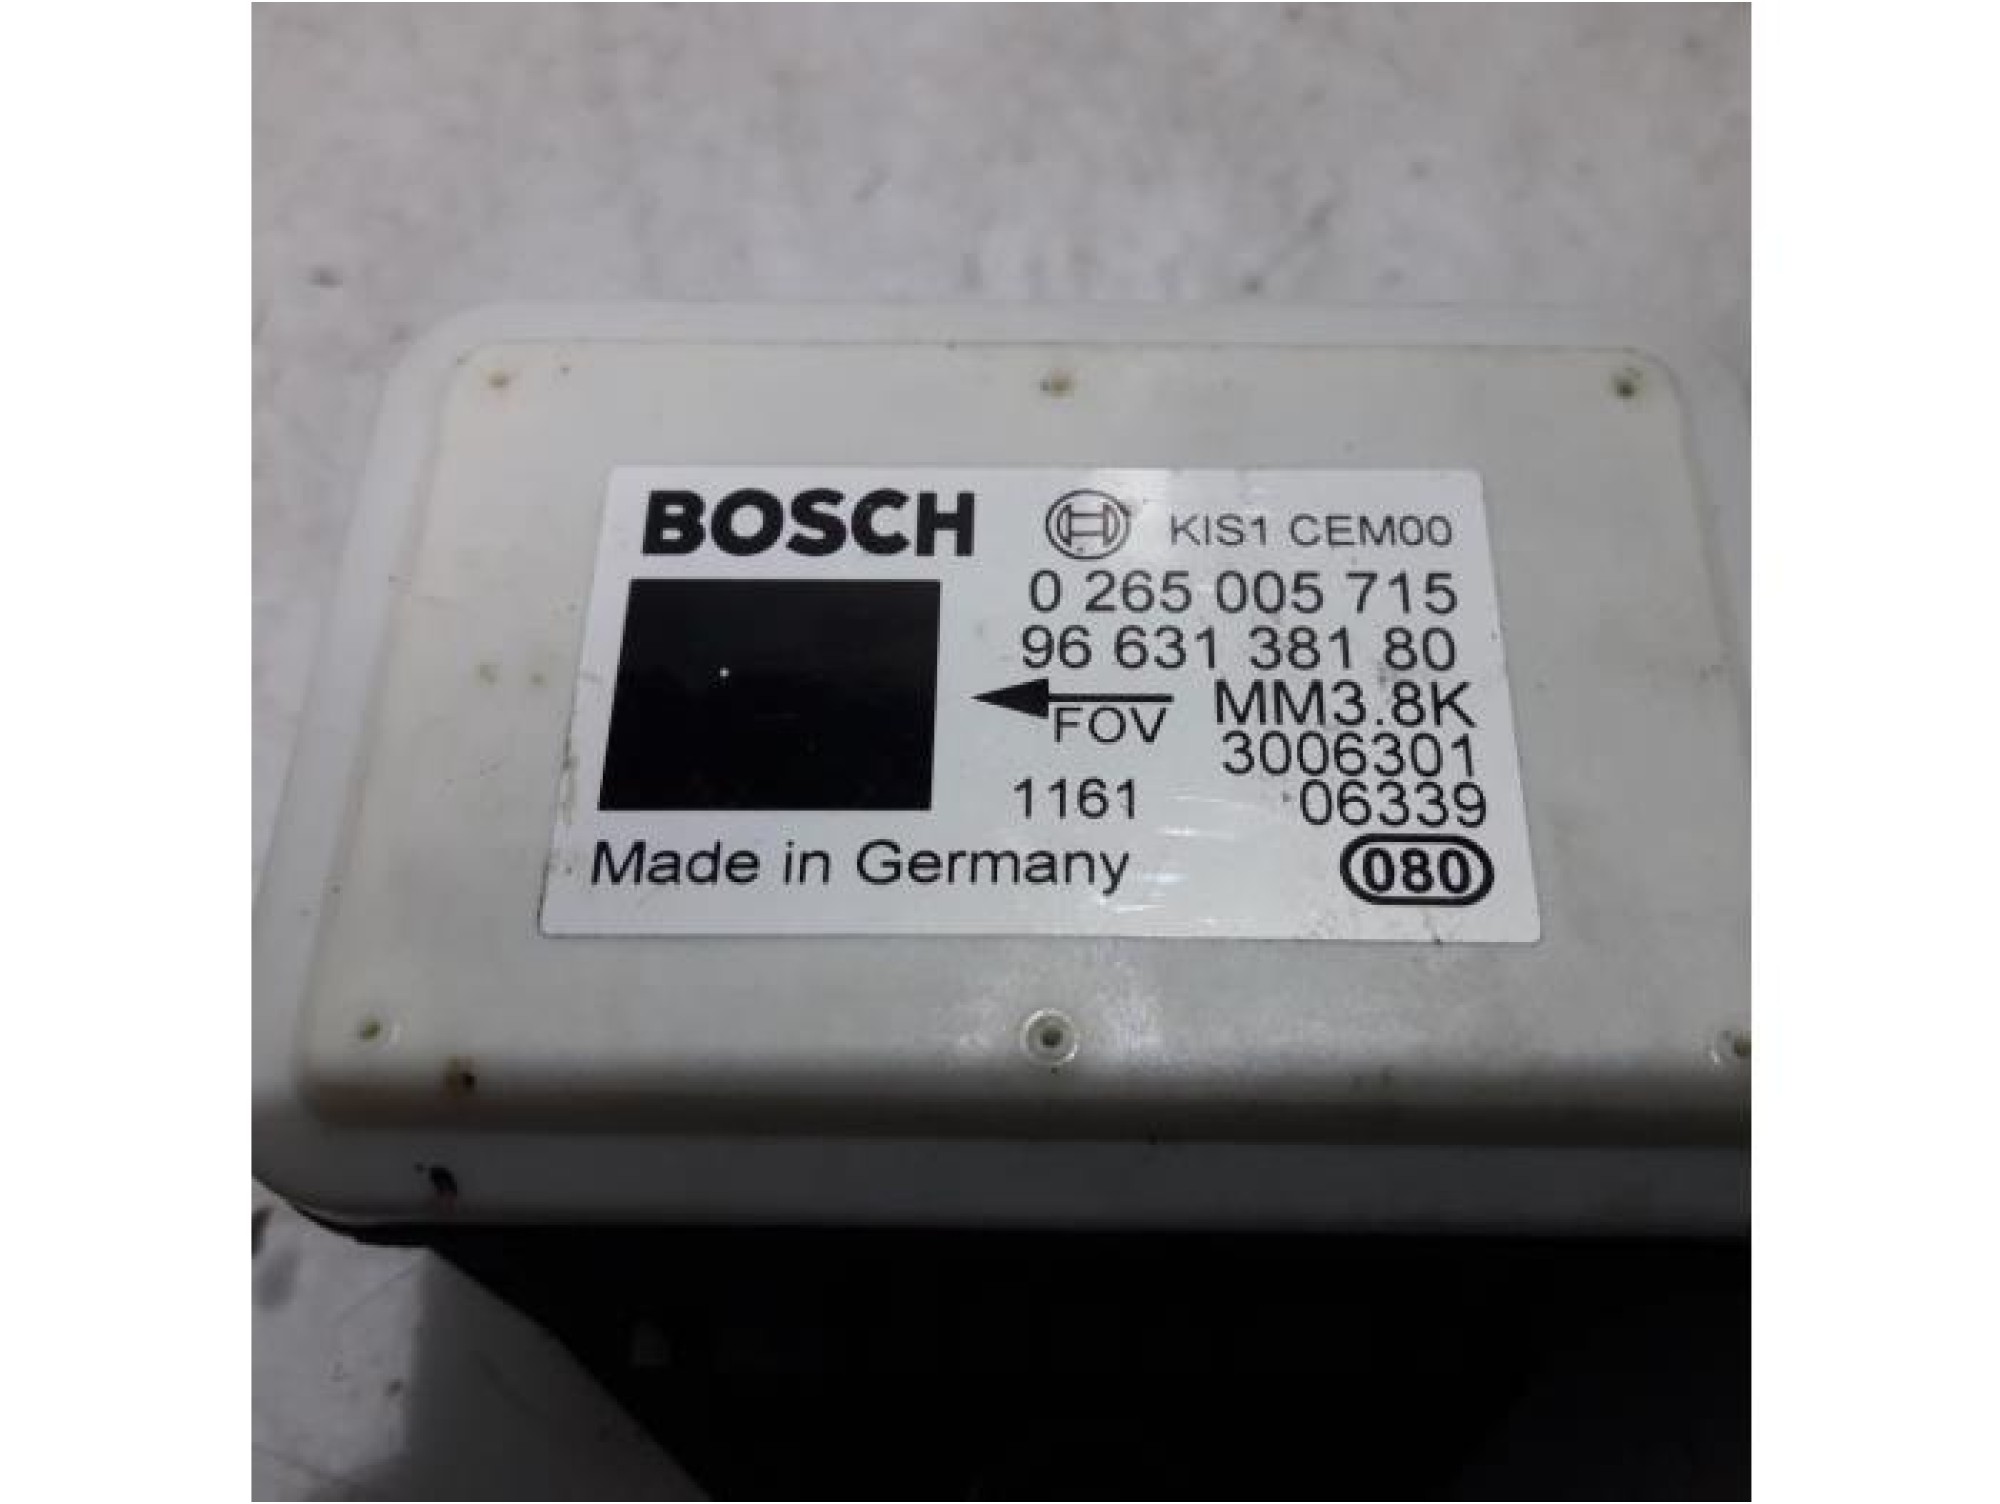 BOSCH KIS1 CEM00
0 265 005 715
96 631 381 80
FOV MM3.8K
3006301
1161 06339
Made in Germany 080